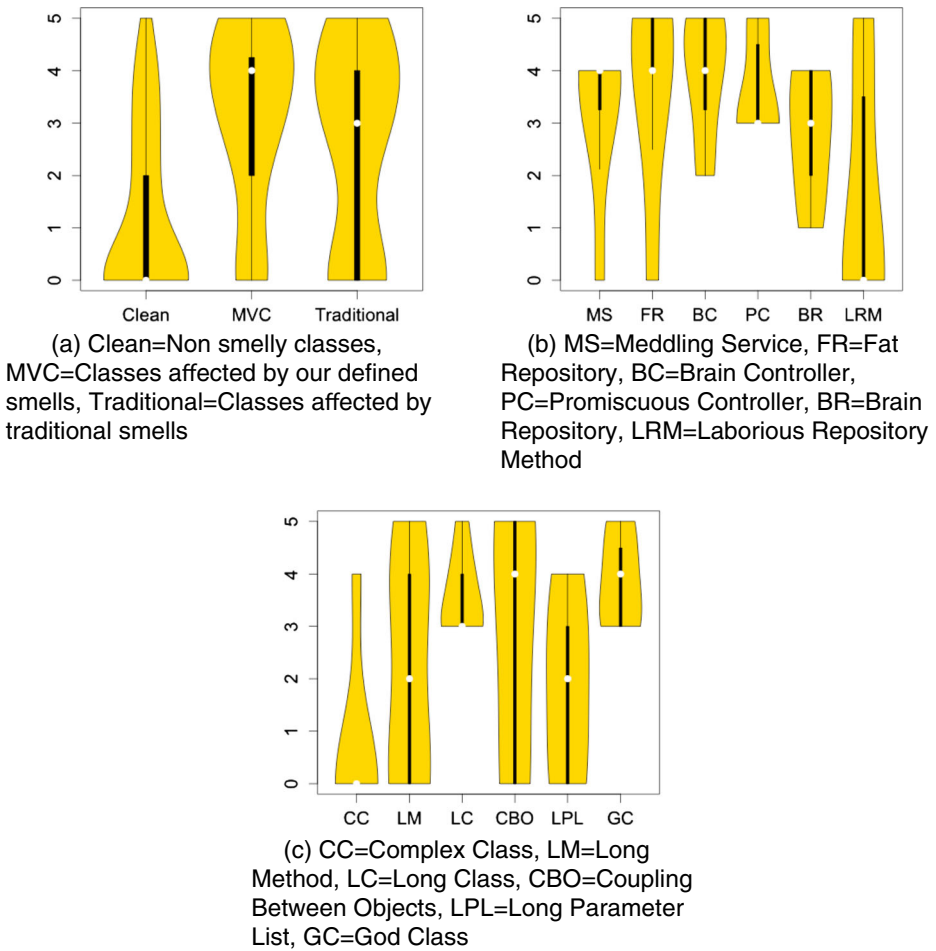 5
4
3
2
1
0
Clean MVC Traditional
(a) Clean=Non smelly classes,
MVC=Classes affected by our defined
smells, Traditional=Classes affected by
traditional smells
5
4
3
2
1
0
MS FR BC PC BR LRM
(b) MS=Meddling Service, FR=Fat
Repository, BC=Brain Controller,
PC=Promiscuous Controller, BR=Brain
Repository, LRM=Laborious Repository
Method
5
4
3
2
1
0
CC LM LC CBO LPL GC
(c) CC=Complex Class, LM=Long
Method, LC=Long Class, CBO=Coupling
Between Objects, LPL=Long Parameter
List, GC=God Class